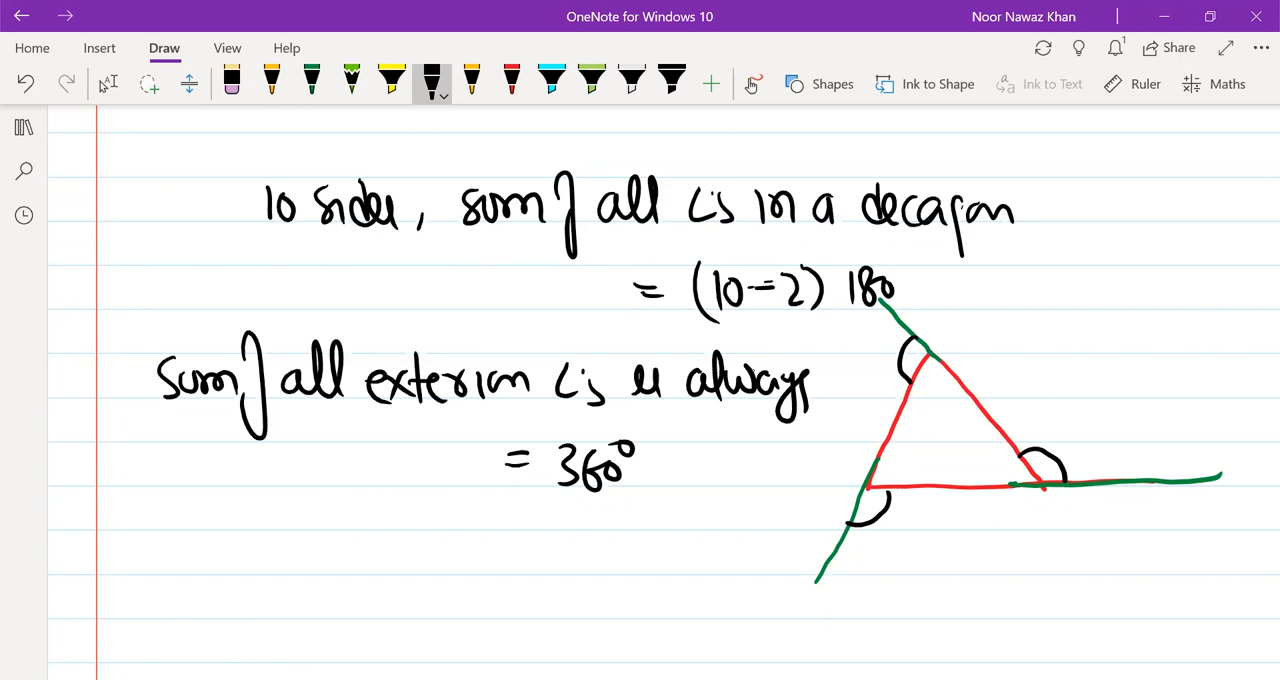 OneNote for Windows 10
Noor Nawaz Khan
Home Insert Draw View Help
1 Share
Shapes Ink to Shape Ink to Text Ruler Maths
10 sides, sum of all ∠s in a decagon
= (10-2) 180
sum of all exterior ∠s is always
= 360°